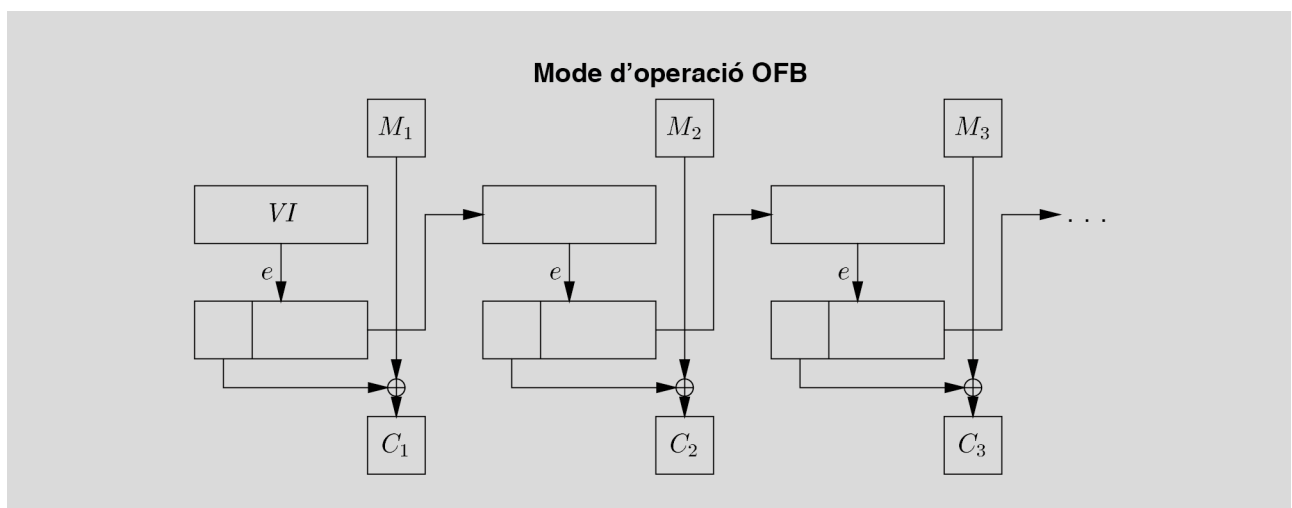 Mode d'operació OFB
M₁ M₂ M₃
VI . . .
e e e
C₁ C₂ C₃